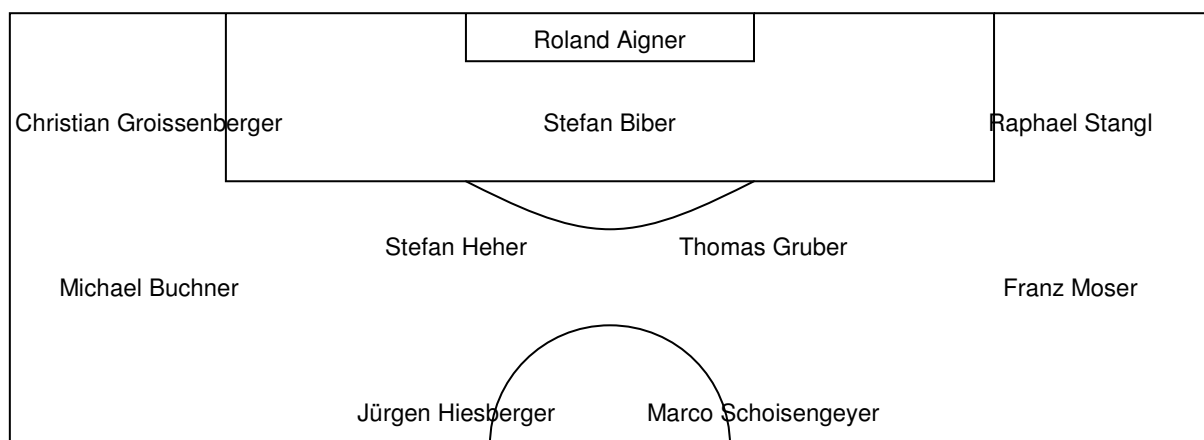 Roland Aigner
Christian Groissenberger Stefan Biber Raphael Stangl
Stefan Heher Thomas Gruber
Michael Buchner Franz Moser
Jürgen Hiesberger Marco Schoisengeyer